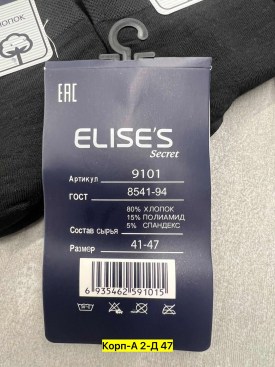 ХЛОПОК
ЕАС
ELISE'S
Secret
Артикул 9101
ГОСТ 8541-94
80% ХЛОПОК
15% ПОЛИАМИД
Состав сырья 5% СПАНДЕКС
Размер 41-47
6 935462 591015
Корп-А 2-Д 47